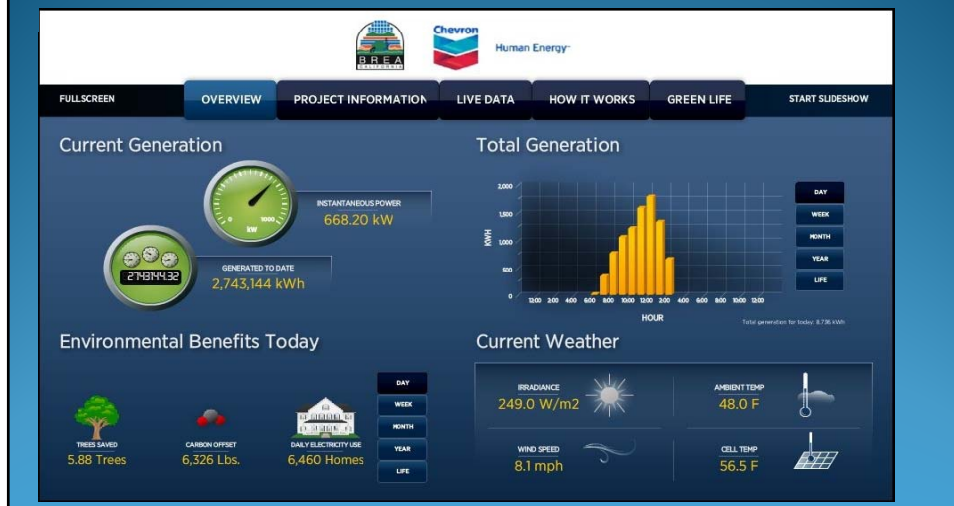 BREA
CALIFORNIA
Chevron
Human Energy™
FULLSCREEN
OVERVIEW
PROJECT INFORMATION
LIVE DATA
HOW IT WORKS
GREEN LIFE
START SLIDESHOW
Current Generation
0
1000
kW
INSTANTANEOUS POWER
668.20 kW
2743144.32
GENERATED TO DATE
2,743,144 kWh
Total Generation
2,000
1,500
1,000
500
0
KWH
12:00 2:00 4:00 6:00 8:00 10:00 12:00 2:00 4:00 6:00 8:00 10:00 12:00
HOUR
DAY
WEEK
MONTH
YEAR
LIFE
Total generation for today: 8,736 kWh
Environmental Benefits Today
TREES SAVED
5.88 Trees
CARBON OFFSET
6,326 Lbs.
DAILY ELECTRICITY USE
6,460 Homes
DAY
WEEK
MONTH
YEAR
LIFE
Current Weather
IRRADIANCE
249.0 W/m2
AMBIENT TEMP
48.0 F
WIND SPEED
8.1 mph
CELL TEMP
56.5 F